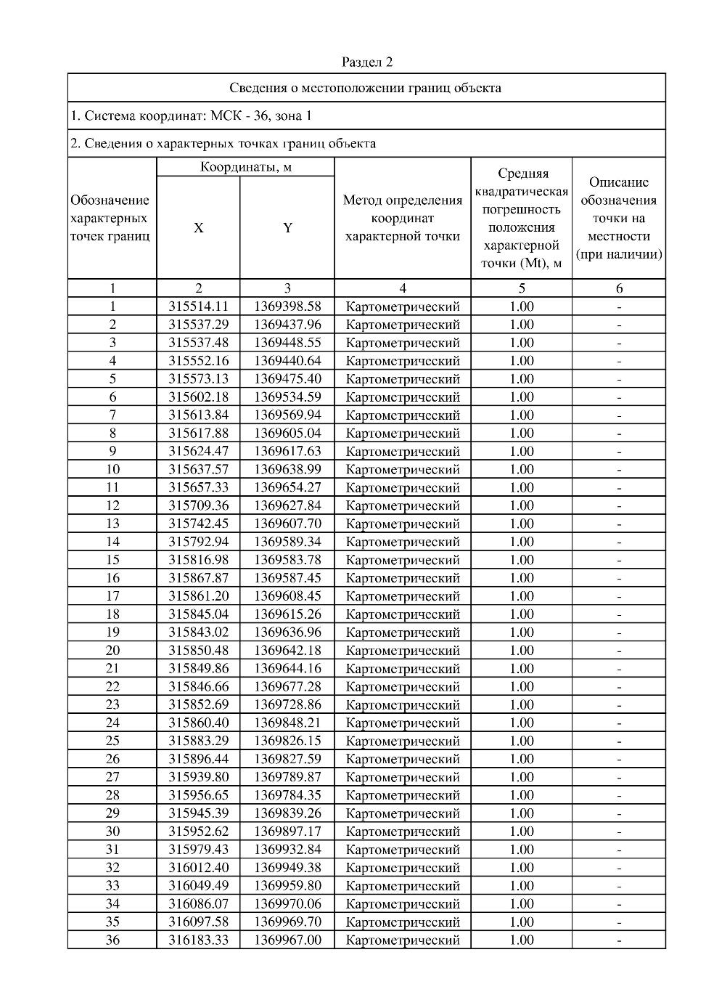 Раздел 2
Сведения о местоположении границ объекта
1. Система координат: МСК - 36, зона 1
2. Сведения о характерных точках границ объекта
Обозначение характерных точек границ
Координаты, м
X
Y
Метод определения координат характерной точки
Средняя квадратическая погрешность положения характерной точки (Mt), м
Описание обозначения точки на местности (при наличии)
1 2 3 4 5 6
1 315514.11 1369398.58 Картометрический 1.00 -
2 315537.29 1369437.96 Картометрический 1.00 -
3 315537.48 1369448.55 Картометрический 1.00 -
4 315552.16 1369440.64 Картометрический 1.00 -
5 315573.13 1369475.40 Картометрический 1.00 -
6 315602.18 1369534.59 Картометрический 1.00 -
7 315613.84 1369569.94 Картометрический 1.00 -
8 315617.88 1369605.04 Картометрический 1.00 -
9 315624.47 1369617.63 Картометрический 1.00 -
10 315637.57 1369638.99 Картометрический 1.00 -
11 315657.33 1369654.27 Картометрический 1.00 -
12 315709.36 1369627.84 Картометрический 1.00 -
13 315742.45 1369607.70 Картометрический 1.00 -
14 315792.94 1369589.34 Картометрический 1.00 -
15 315816.98 1369583.78 Картометрический 1.00 -
16 315867.87 1369587.45 Картометрический 1.00 -
17 315861.20 1369608.45 Картометрический 1.00 -
18 315845.04 1369615.26 Картометрический 1.00 -
19 315843.02 1369636.96 Картометрический 1.00 -
20 315850.48 1369642.18 Картометрический 1.00 -
21 315849.86 1369644.16 Картометрический 1.00 -
22 315846.66 1369677.28 Картометрический 1.00 -
23 315852.69 1369728.86 Картометрический 1.00 -
24 315860.40 1369848.21 Картометрический 1.00 -
25 315883.29 1369826.15 Картометрический 1.00 -
26 315896.44 1369827.59 Картометрический 1.00 -
27 315939.80 1369789.87 Картометрический 1.00 -
28 315956.65 1369784.35 Картометрический 1.00 -
29 315945.39 1369839.26 Картометрический 1.00 -
30 315952.62 1369897.17 Картометрический 1.00 -
31 315979.43 1369932.84 Картометрический 1.00 -
32 316012.40 1369949.38 Картометрический 1.00 -
33 316049.49 1369959.80 Картометрический 1.00 -
34 316086.07 1369970.06 Картометрический 1.00 -
35 316097.58 1369969.70 Картометрический 1.00 -
36 316183.33 1369967.00 Картометрический 1.00 -